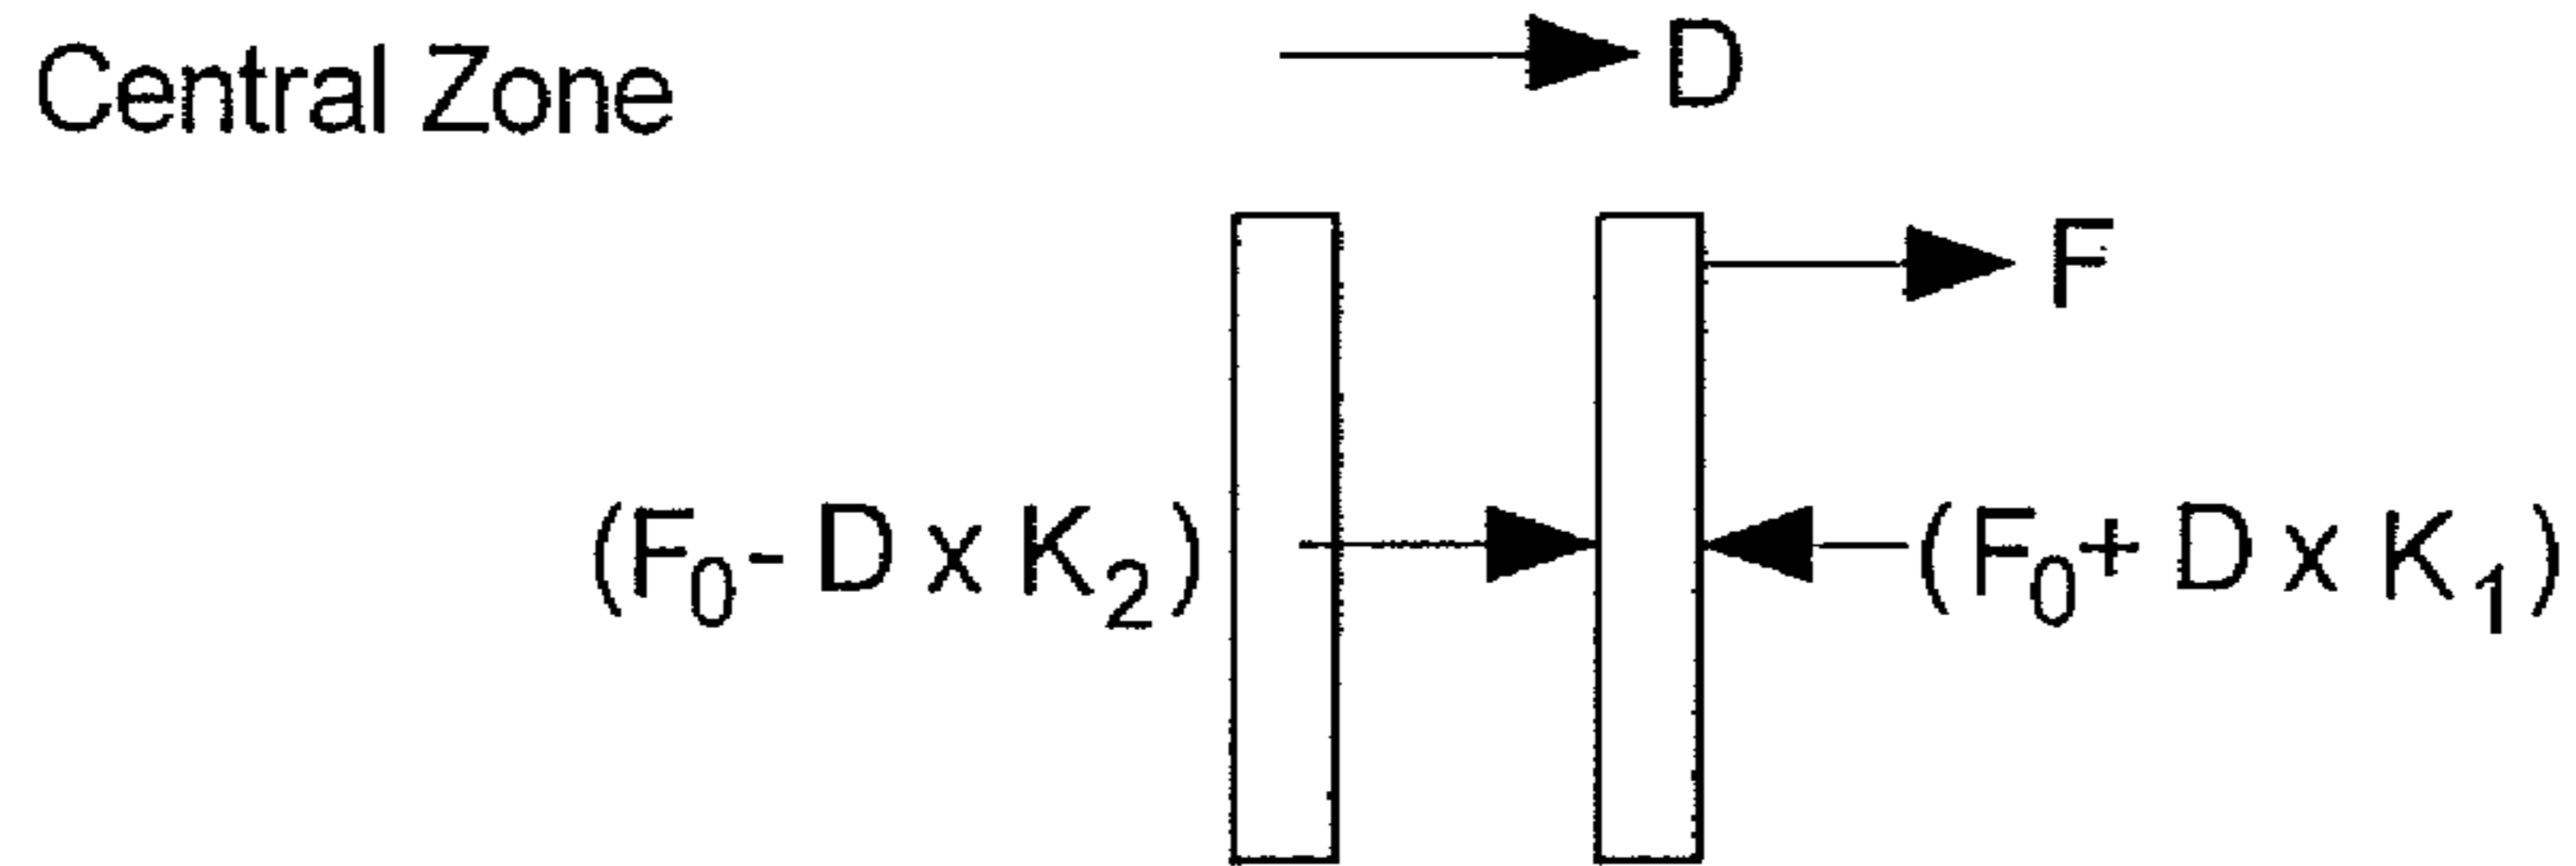 Central Zone
D
F
(F₀- D x K₂)
(F₀+ D x K₁)